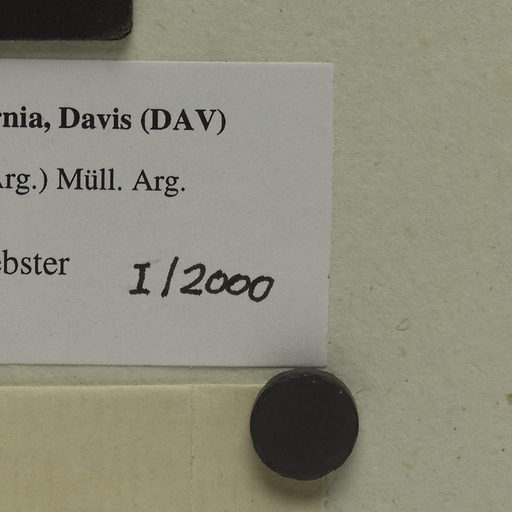 rnia, Davis (DAV)
Arg.) Müll. Arg.
ebster I/2000